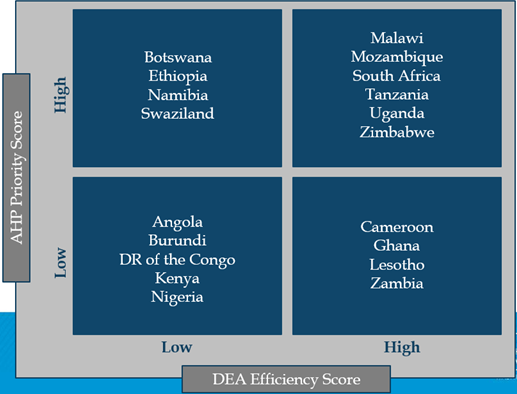 AHP Priority Score
High
Botswana
Ethiopia
Namibia
Swaziland
Malawi
Mozambique
South Africa
Tanzania
Uganda
Zimbabwe
Low
Angola
Burundi
DR of the Congo
Kenya
Nigeria
Cameroon
Ghana
Lesotho
Zambia
Low
High
DEA Efficiency Score